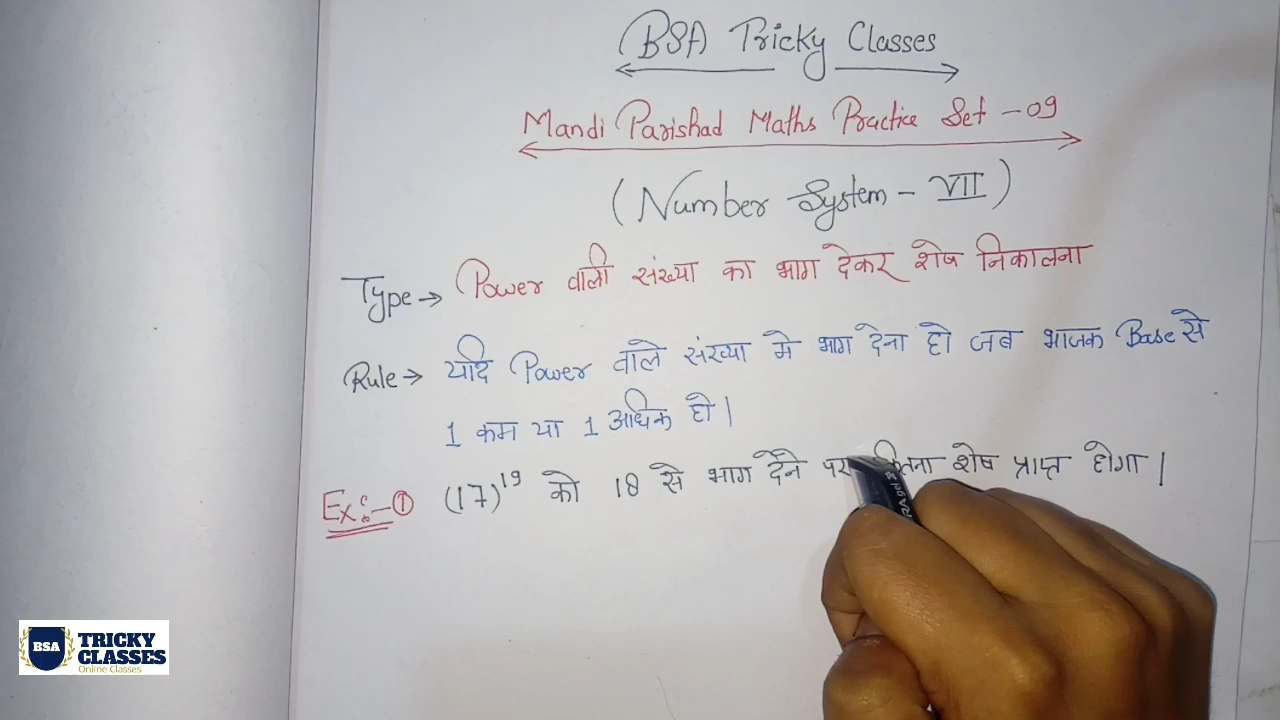 BSA Tricky Classes
Mandi Parishad Maths Practice Set - 09
(Number System - VII)
Type → Power वाली संख्या का भाग देकर शेष निकालना
Rule → यदि Power वाले संख्या मे भाग देना हो जब भाजक Base से
1 कम या 1 अधिक हो।
Ex:- ① (17)¹⁹ को 18 से भाग देने पर शेष प्राप्त होगा।
BSA
TRICKY
CLASSES
Online Classes